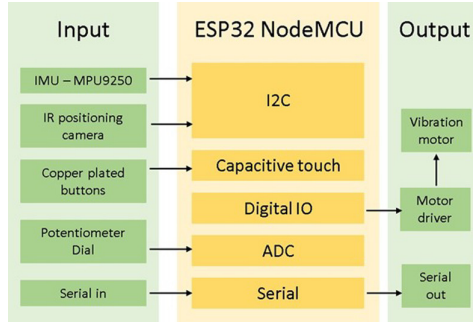 Input
ESP32 NodeMCU
Output
IMU – MPU9250
IR positioning
camera
Copper plated
buttons
Potentiometer
Dial
Serial in
I2C
Capacitive touch
Digital IO
ADC
Serial
Vibration
motor
Motor
driver
Serial
out